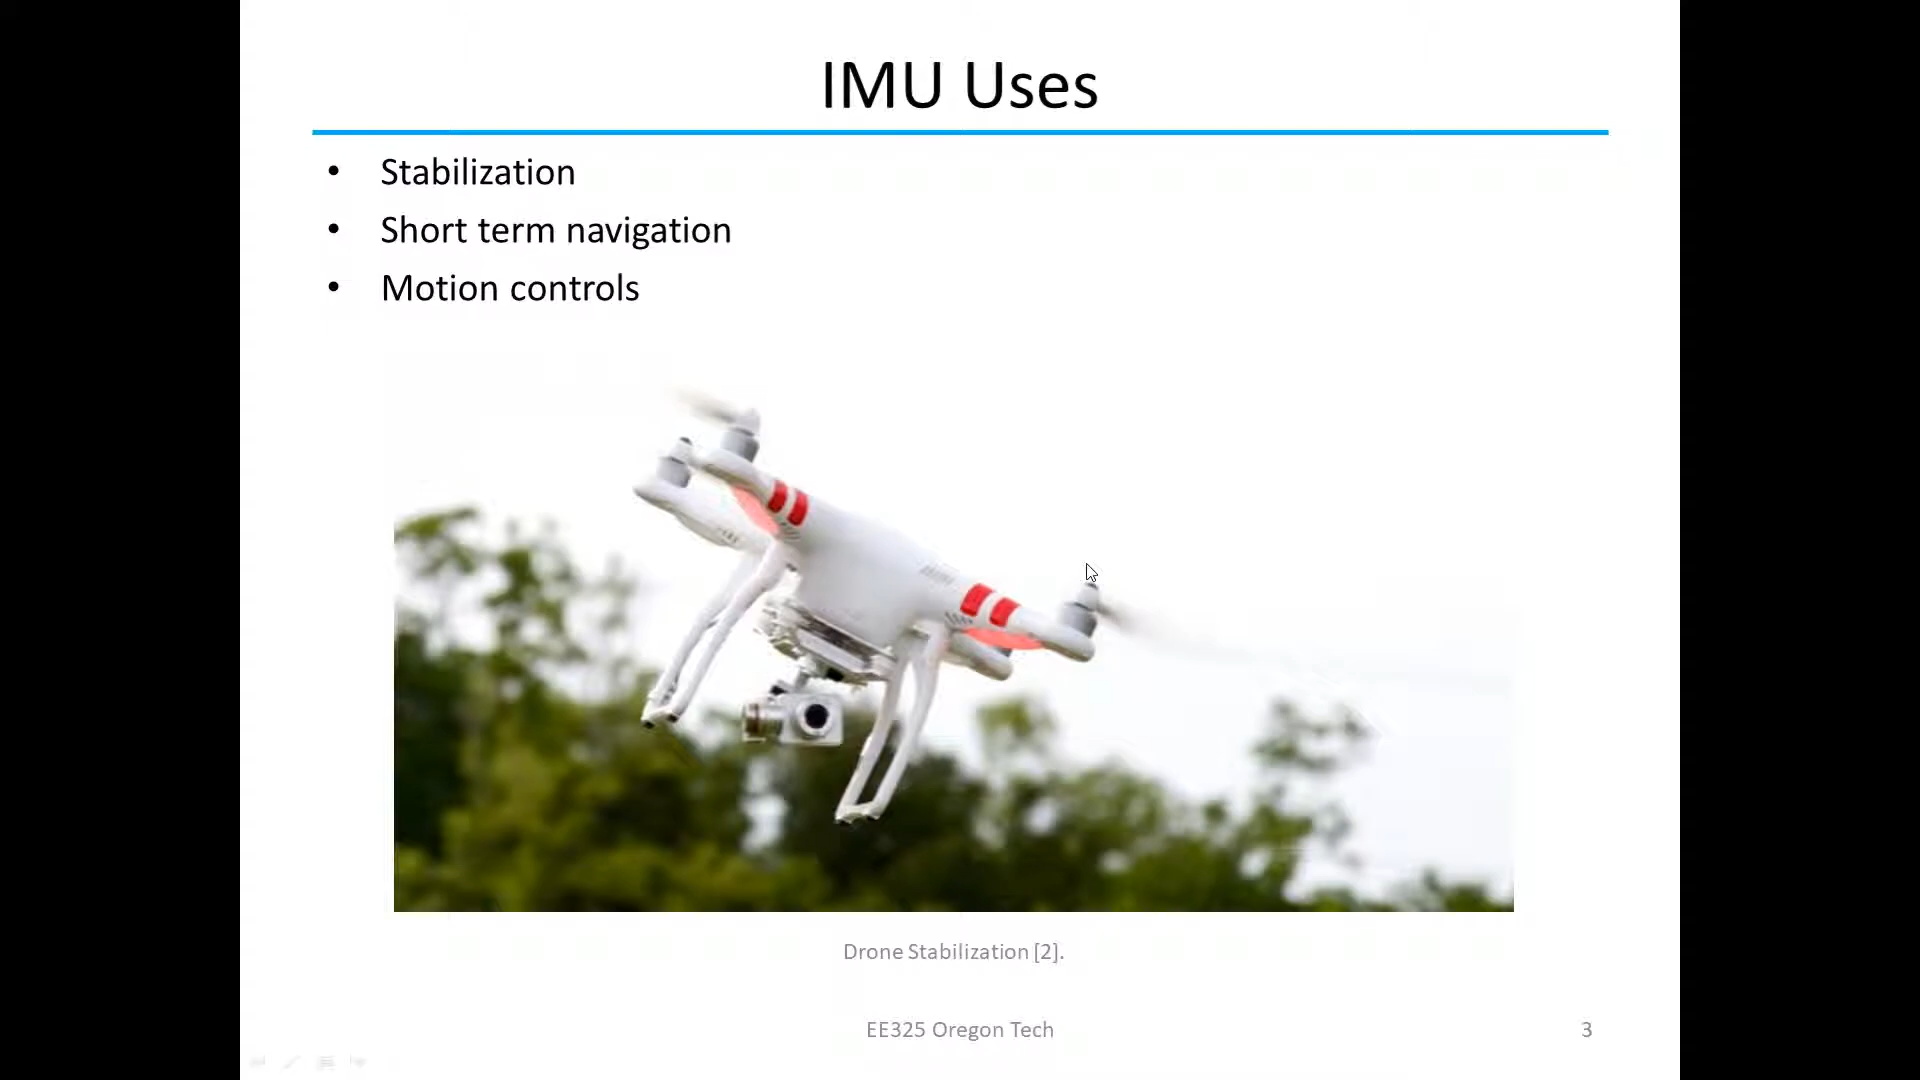 IMU Uses
• Stabilization
• Short term navigation
• Motion controls
Drone Stabilization [2].
EE325 Oregon Tech
3